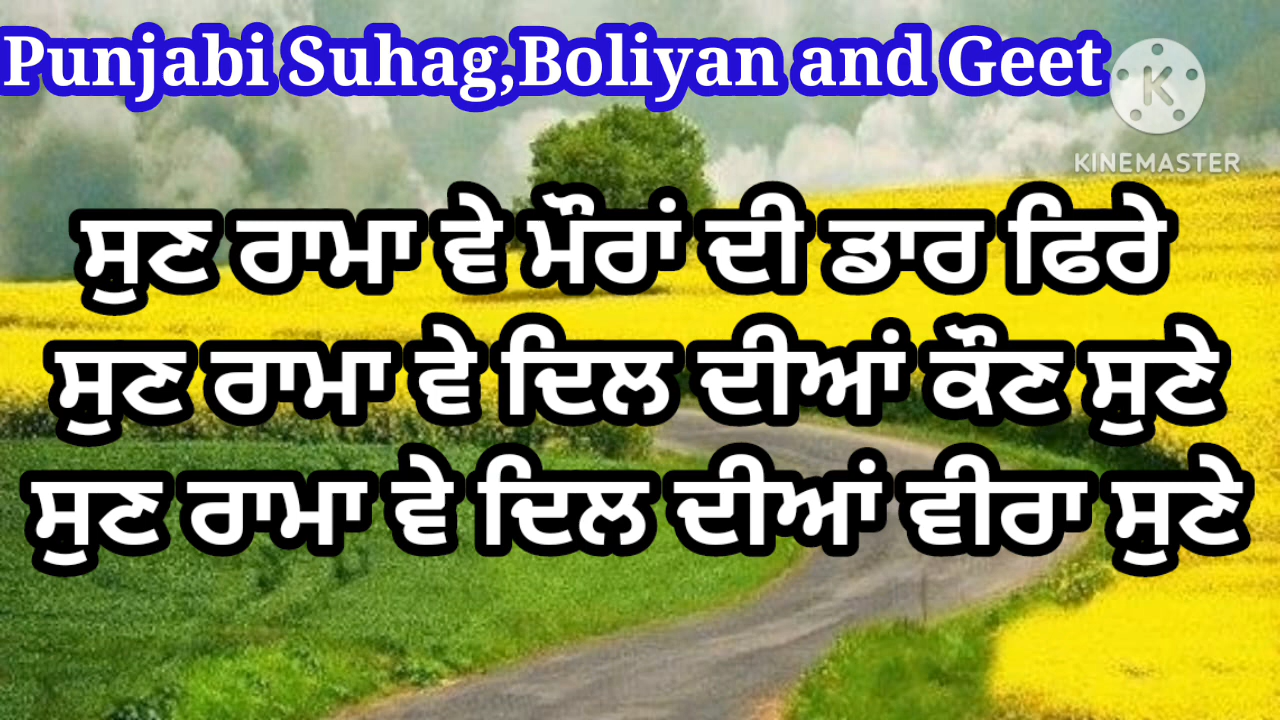 Punjabi Suhag,Boliyan and Geet
K
KINEMASTER
ਸੁਣ ਰਾਮਾ ਵੇ ਮੌਰਾਂ ਦੀ ਡਾਰ ਫਿਰੇ
ਸੁਣ ਰਾਮਾ ਵੇ ਦਿਲ ਦੀਆਂ ਕੌਣ ਸੁਣੇ
ਸੁਣ ਰਾਮਾ ਵੇ ਦਿਲ ਦੀਆਂ ਵੀਰਾ ਸੁਣੇ